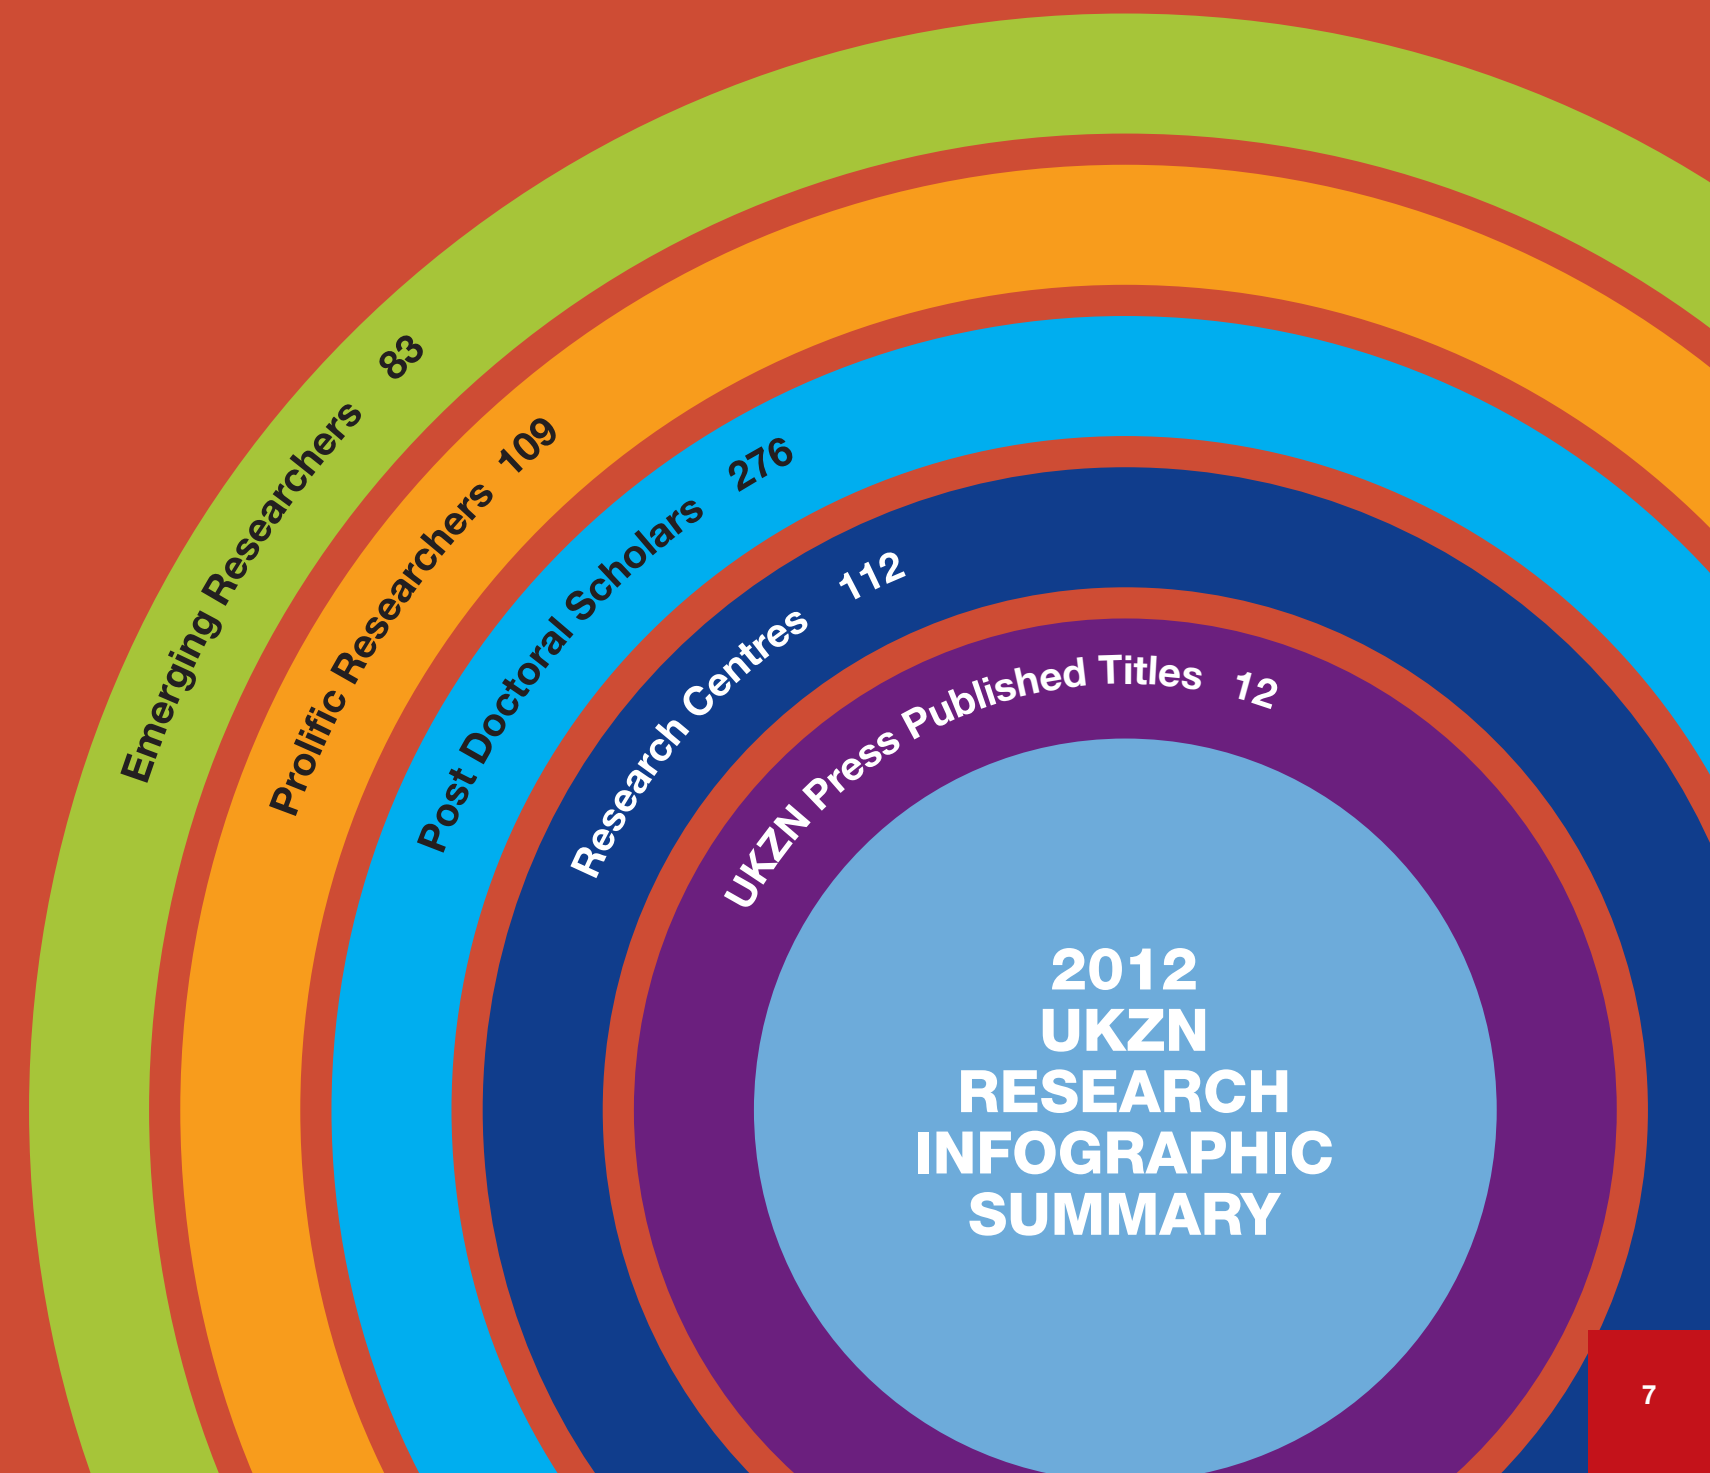 Emerging Researchers 83
Prolific Researchers 109
Post Doctoral Scholars 276
Research Centres 112
UKZN Press Published Titles 12
2012
UKZN
RESEARCH
INFOGRAPHIC
SUMMARY
7